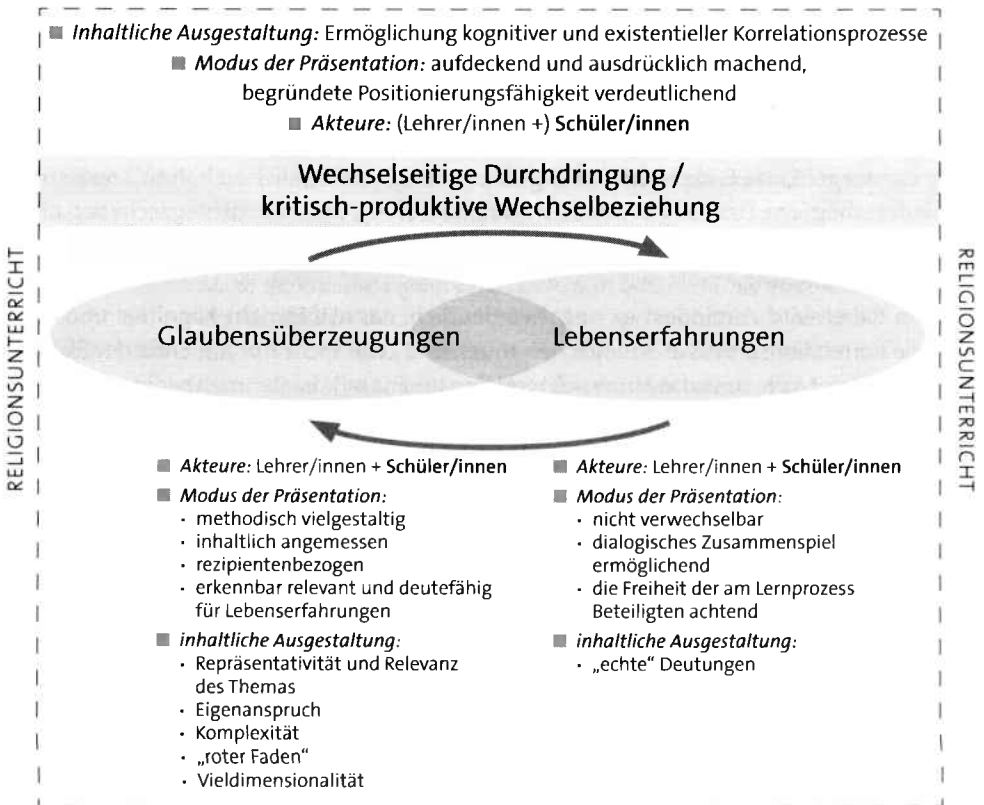 ■ Inhaltliche Ausgestaltung: Ermöglichung kognitiver und existentieller Korrelationsprozesse
■ Modus der Präsentation: aufdeckend und ausdrücklich machend,
begründete Positionierungsfähigkeit verdeutlichend
■ Akteure: (Lehrer/innen +) Schüler/innen
Wechselseitige Durchdringung /
kritisch-produktive Wechselbeziehung
RELIGIONSUNTERRICHT
Glaubensüberzeugungen
Lebenserfahrungen
RELIGIONSUNTERRICHT
■ Akteure: Lehrer/innen + Schüler/innen
■ Modus der Präsentation:
· methodisch vielgestaltig
· inhaltlich angemessen
· rezipientenbezogen
· erkennbar relevant und deutefähig
für Lebenserfahrungen
■ inhaltliche Ausgestaltung:
· Repräsentativität und Relevanz
des Themas
· Eigenanspruch
· Komplexität
· „roter Faden“
· Vieldimensionalität
■ Akteure: Lehrer/innen + Schüler/innen
■ Modus der Präsentation:
· nicht verwechselbar
· dialogisches Zusammenspiel
ermöglichend
· die Freiheit der am Lernprozess
Beteiligten achtend
■ inhaltliche Ausgestaltung:
· „echte“ Deutungen